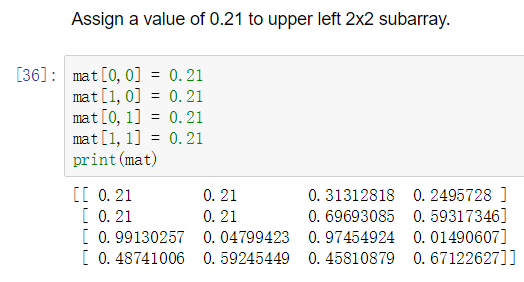 Assign a value of 0.21 to upper left 2x2 subarray.
[36]: mat[0,0] = 0.21
mat[1,0] = 0.21
mat[0,1] = 0.21
mat[1,1] = 0.21
print(mat)
[[ 0.21 0.21 0.31312818 0.2495728 ]
[ 0.21 0.21 0.69693085 0.59317346]
[ 0.99130257 0.04799423 0.97454924 0.01490607]
[ 0.48741006 0.59245449 0.45810879 0.67122627]]